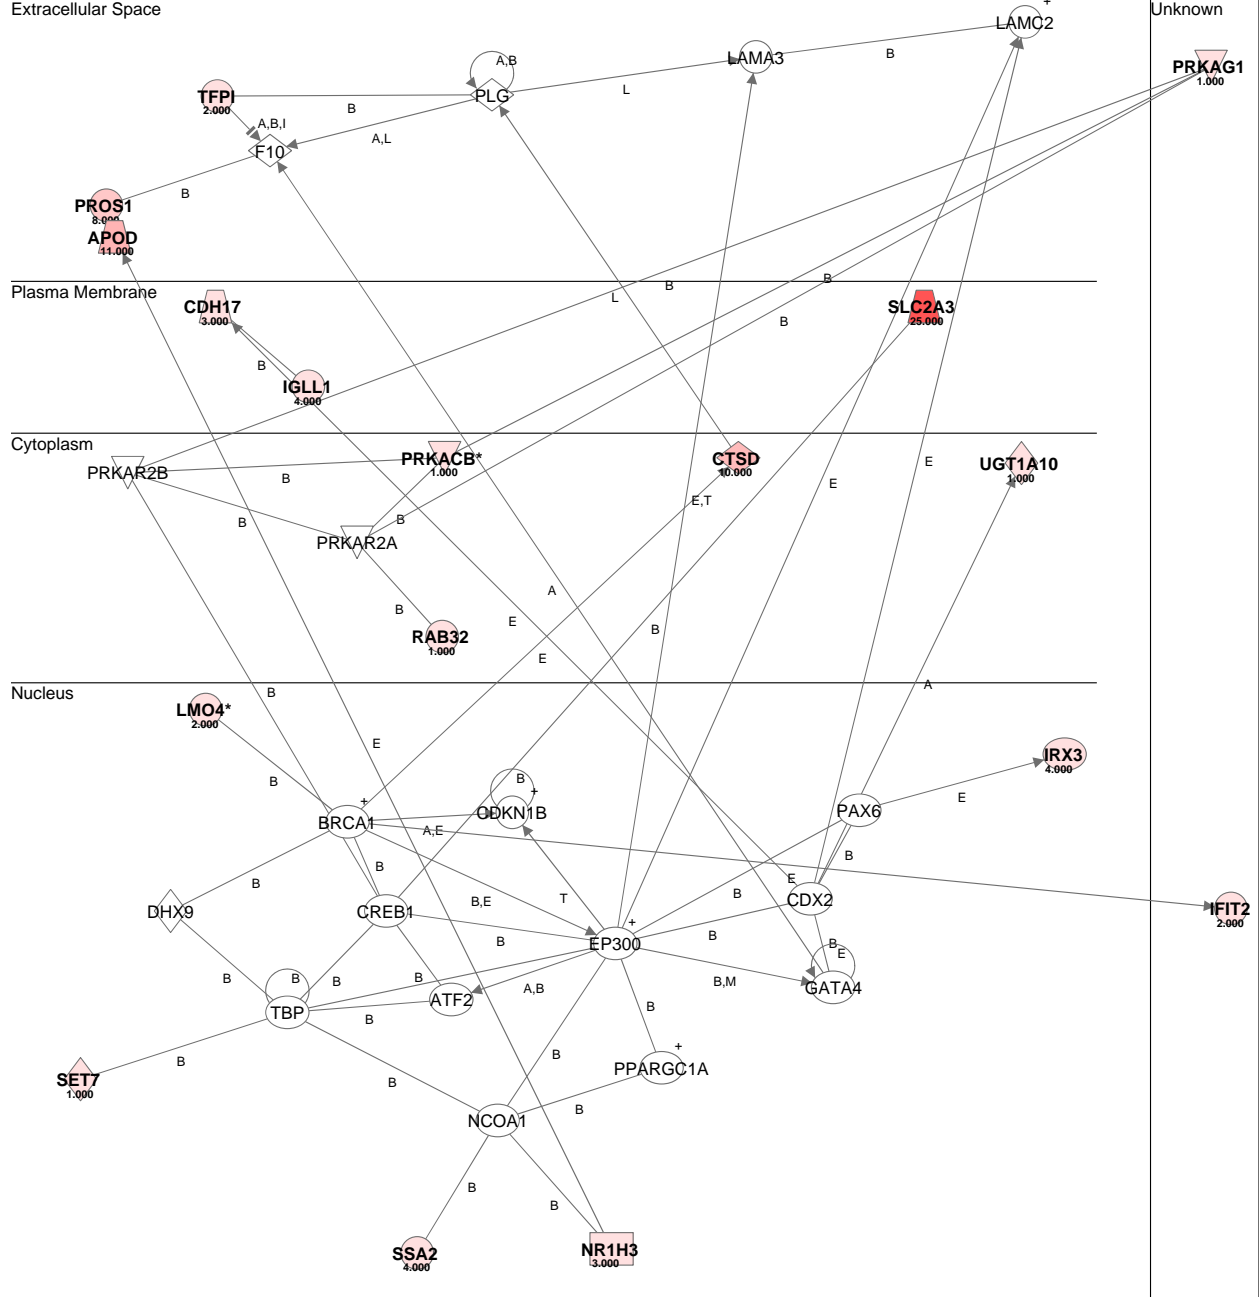 Extracellular Space
Unknown
LAMC2
+
LAMA3
B
PRKAG1
1.000
A,B
PLG
L
TFPI
2.000
B
A,B,I
A,L
F10
B
PROS1
8.000
APOD
11.000
Plasma Membrane
B
B
L
CDH17
3.000
SLC2A3
25.000
B
B
IGLL1
4.000
Cytoplasm
PRKAR2B
B
PRKACB*
1.000
CTSD
10.000
E
UGT1A10
1.000
E
E,T
B
B
PRKAR2A
A
B
E
B
RAB32
1.000
E
Nucleus
B
A
LMO4*
2.000
E
IRX3
4.000
B
B
+
CDKN1B
+
BRCA1
A,E
PAX6
E
B
B
B
E
B
DHX9
CREB1
B,E
T
B
CDX2
IFIT2
2.000
+
EP300
B
B
B
E
B
B
B
B
A,B
B,M
GATA4
TBP
ATF2
B
B
B
SET7
1.000
B
B
+
PPARGC1A
B
NCOA1
B
B
SSA2
4.000
NR1H3
3.000